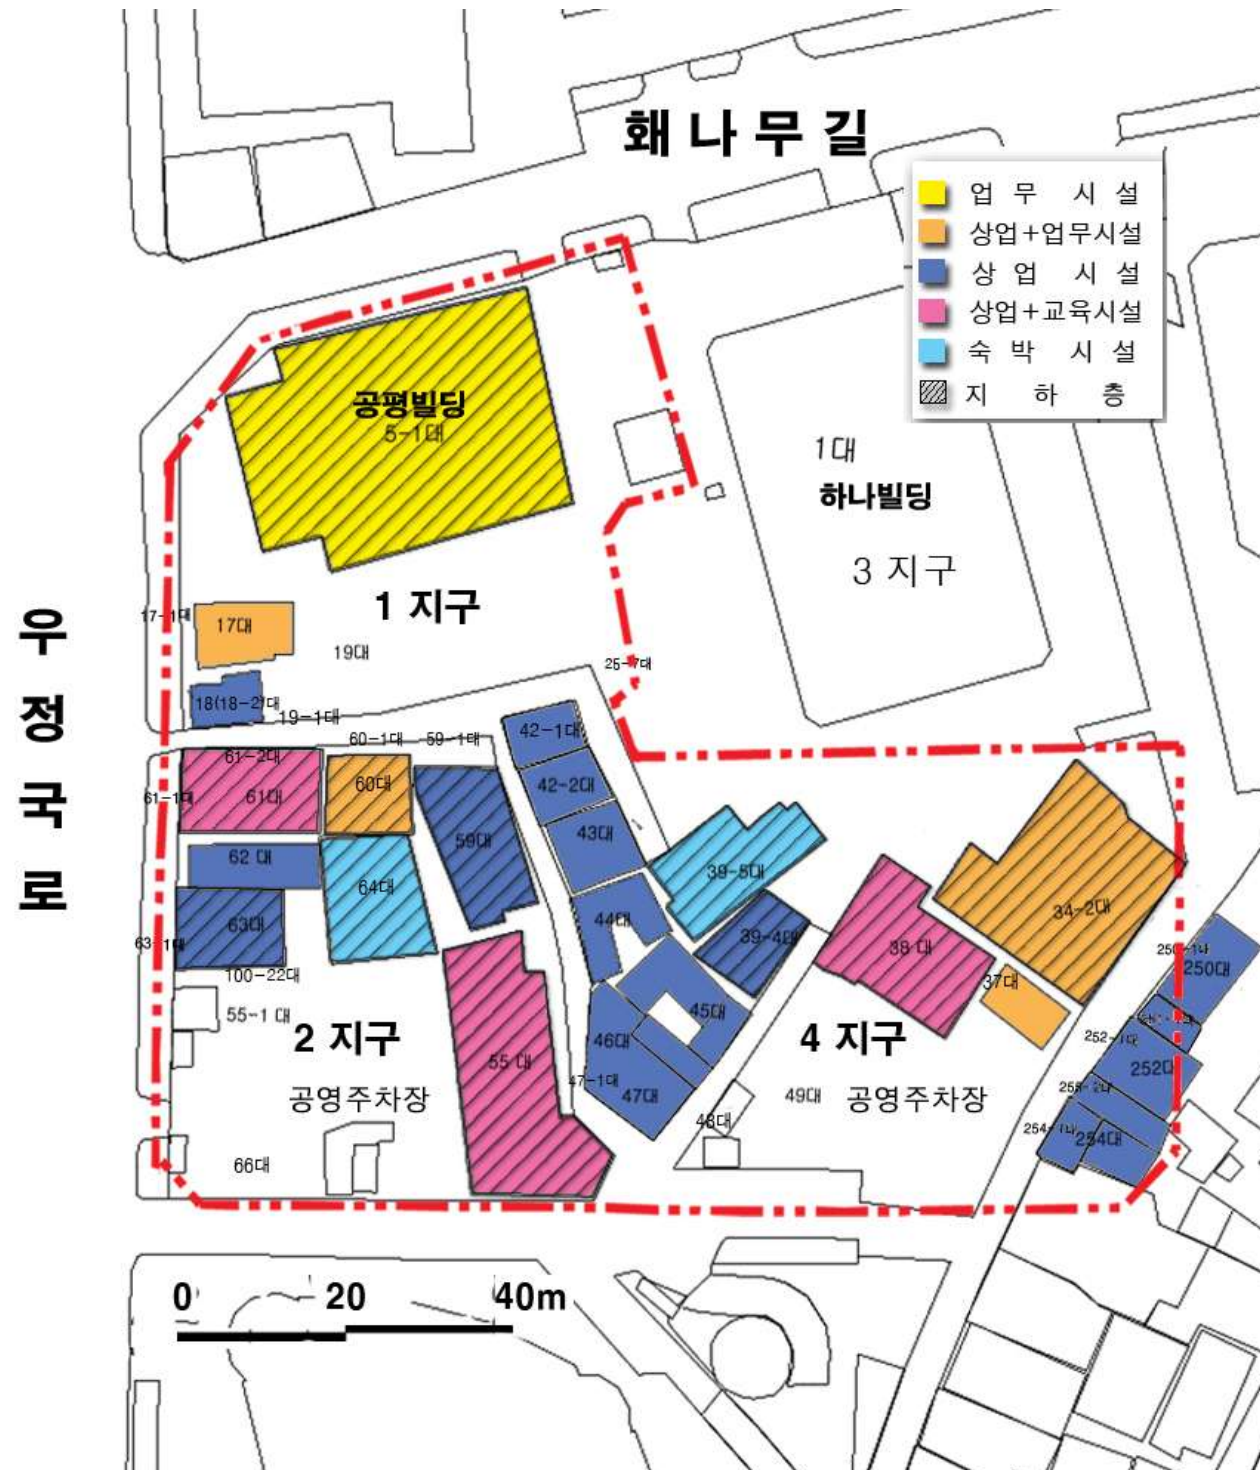 홰 나 무 길
업 무 시 설
상업+업무시설
상 업 시 설
상업+교육시설
숙 박 시 설
지 하 층
공평빌딩
5-1대
1대
하나빌딩
3 지구
우
정
국
로
1 지구
17-1대
17대
19대
25-7대
18(18-2)대
19-1대
60-1대
59-1대
42-1대
61-2대
61-1대
61대
60대
42-2대
59대
43대
62 대
64대
39-5대
63대
63-1대
44대
39-4대
38 대
34-2대
37대
250대
100-22대
55-1 대
45대
2 지구
4 지구
46대
252-1대
252대
55 대
47-1대
47대
공영주차장
49대
공영주차장
48대
254-1대
254대
66대
0
20
40m